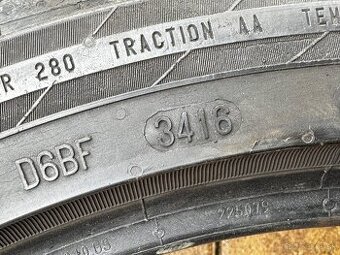 R 280 TRACTION AA TEM
D6BF 3416